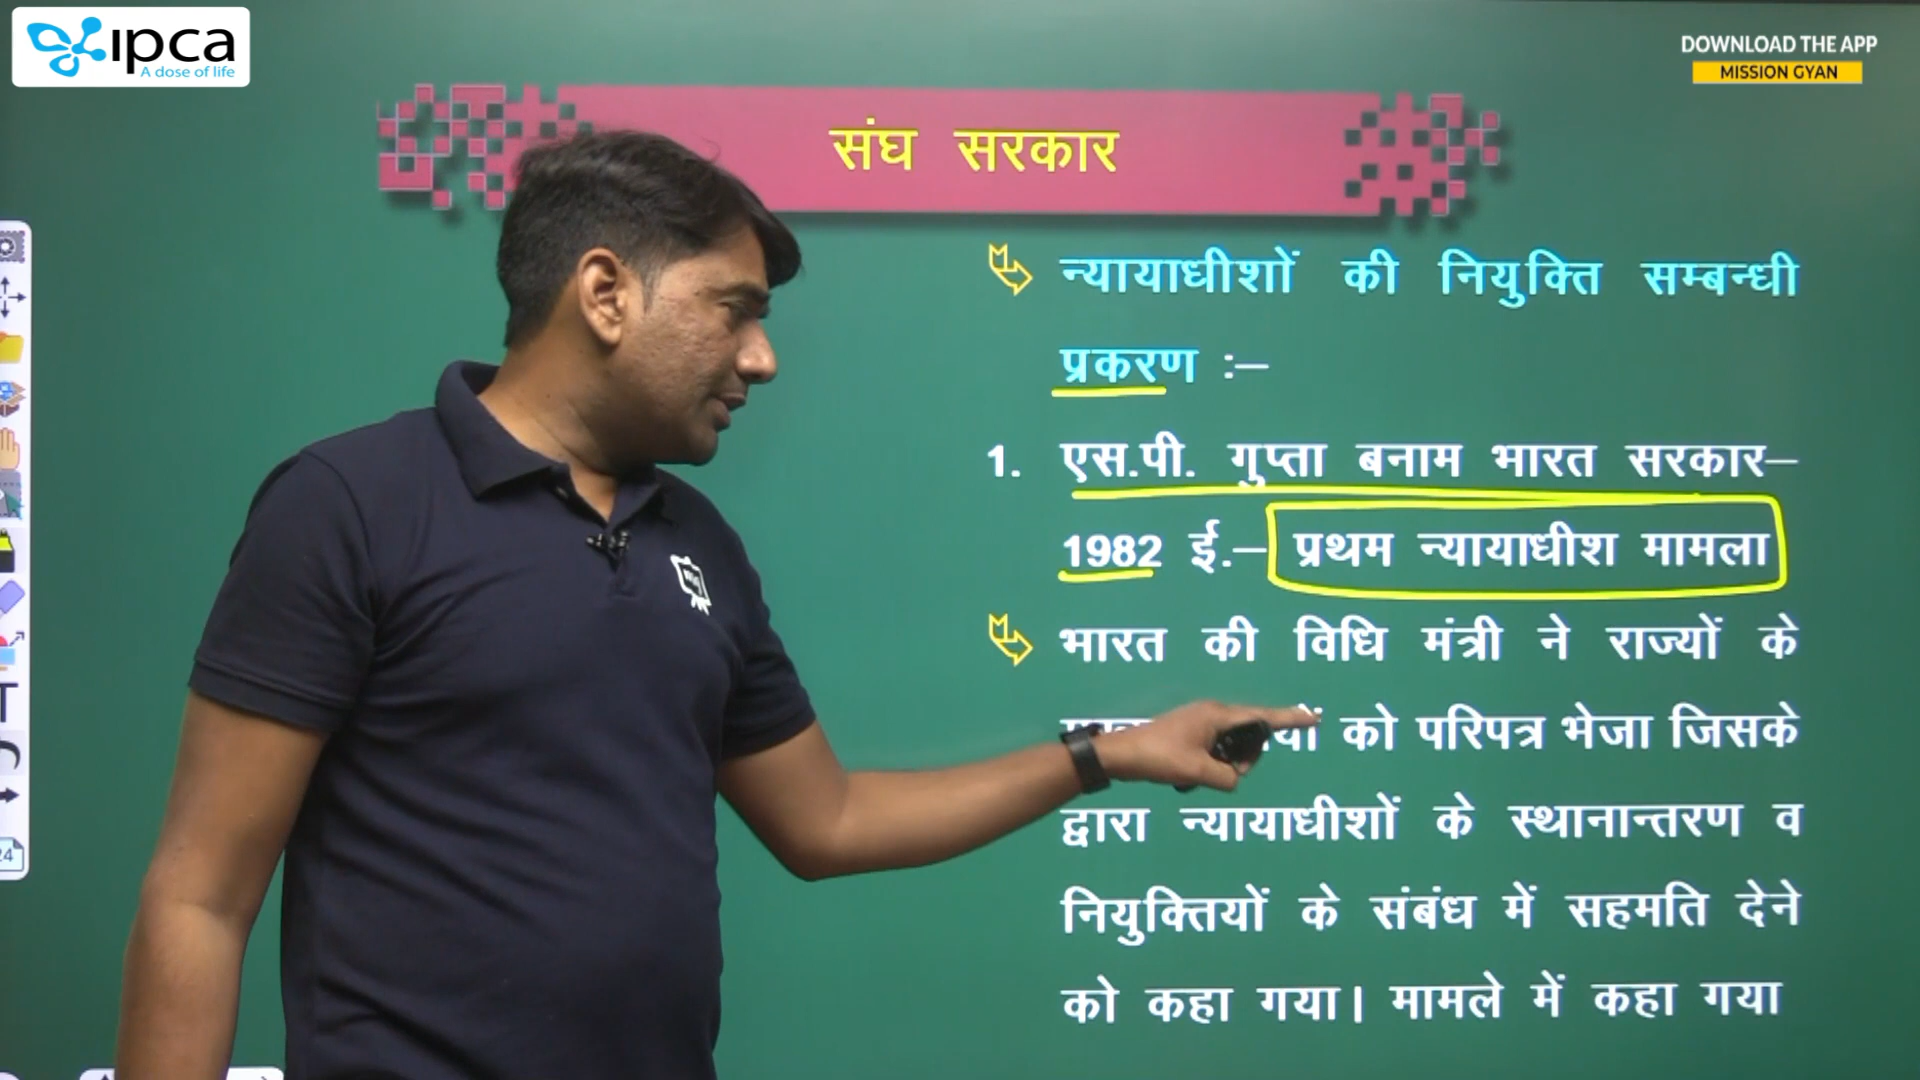 ipca
A dose of life
DOWNLOAD THE APP
MISSION GYAN
संघ सरकार
न्यायाधीशों की नियुक्ति सम्बन्धी
प्रकरण :–
1. एस.पी. गुप्ता बनाम भारत सरकार–
1982 ई.– प्रथम न्यायाधीश मामला
भारत की विधि मंत्री ने राज्यों के
को परिपत्र भेजा जिसके
द्वारा न्यायाधीशों के स्थानान्तरण व
नियुक्तियों के संबंध में सहमति देने
को कहा गया। मामले में कहा गया